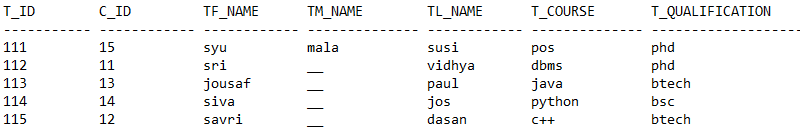 T_ID C_ID TF_NAME TM_NAME TL_NAME T_COURSE T_QUALIFICATION
----------- ------------- ------------- --------------- ------------- --------------- --------------------
111 15 syu mala susi pos phd
112 11 sri __ vidhya dbms phd
113 13 jousaf __ paul java btech
114 14 siva __ jos python bsc
115 12 savri __ dasan c++ btech